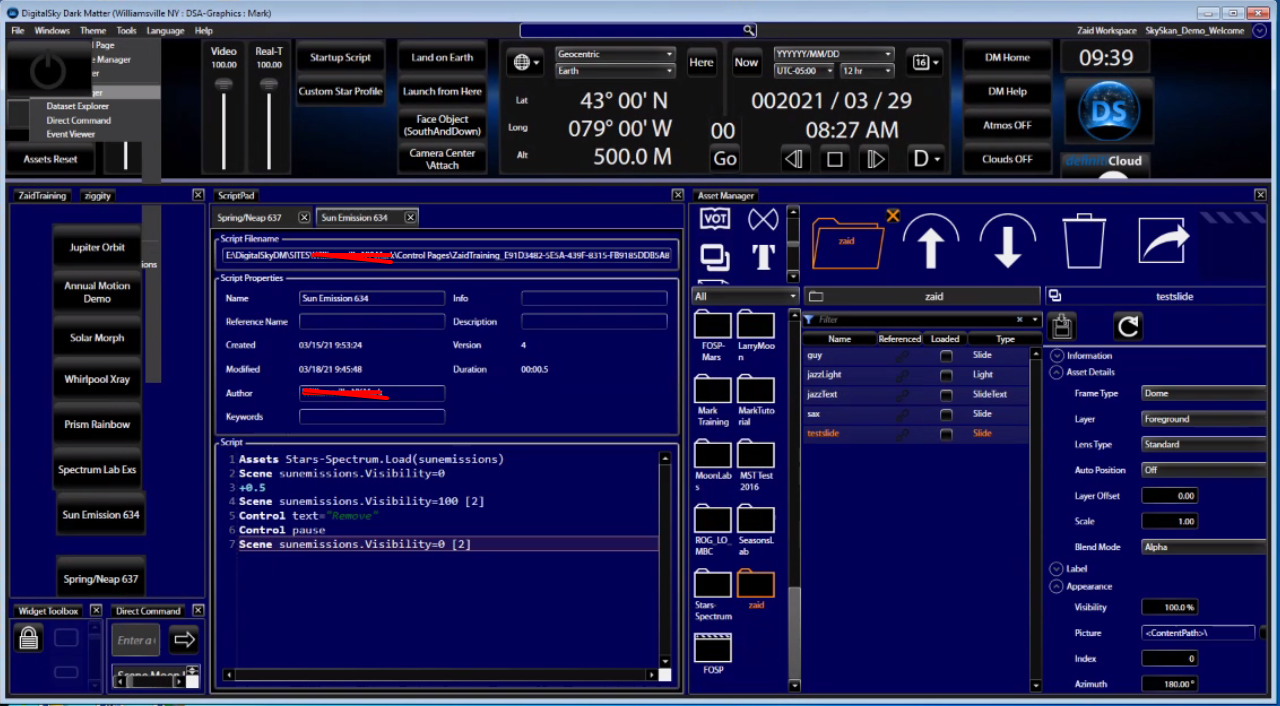 DigitalSky Dark Matter (Williamsville NY : DSA-Graphics : Mark)
File Windows Theme Tools Language Help
Zaid Workspace SkySkan_Demo_Welcome
Page
Manager
Dataset Explorer
Direct Command
Event Viewer
Assets Reset
Video
100.00
Real-T
100.00
Startup Script
Custom Star Profile
Land on Earth
Launch from Here
Face Object
(SouthAndDown)
Camera Center
\Attach
Geocentric
Earth
Here
Now
YYYYYY/MM/DD
UTC-05:00 12 hr
16
Lat 43° 00' N
Long 079° 00' W
Alt 500.0 M
00
Go
002021 / 03 / 29
08:27 AM
D
DM Home
DM Help
Atmos OFF
Clouds OFF
09:39
DS
definitiCloud
ZaidTraining ziggity
Jupiter Orbit
Annual Motion
Demo
Solar Morph
Whirlpool Xray
Prism Rainbow
Spectrum Lab Exs
Sun Emission 634
Spring/Neap 637
ions
Widget Toolbox
Direct Command
ScriptPad
Spring/Neap 637 Sun Emission 634
Script Filename
E:\DigitalSkyDM\SITES\ \Control Pages\ZaidTraining_E91D3482-5E5A-439F-8315-FB9185DDB5A8
Script Properties
Name Sun Emission 634 Info
Reference Name Description
Created 03/15/21 9:53:24 Version 4
Modified 03/18/21 9:45:48 Duration 00:00.5
Author
Keywords
Script
1 Assets Stars-Spectrum.Load(sunemissions)
2 Scene sunemissions.Visibility=0
3 +0.5
4 Scene sunemissions.Visibility=100 [2]
5 Control text="Remove"
6 Control pause
7 Scene sunemissions.Visibility=0 [2]
Asset Manager
VOT
T
All
FOSP-
Mars
LarryMoo
n
Mark
Training
MarkTuto
rial
MoonLab
s
MST Test
2016
ROG_LO_
MBC
SeasonsL
ab
Stars-
Spectrum
zaid
FOSP
zaid
zaid
Filter
Name Referenced Loaded Type
guy Slide
jazzLight Light
jazzText SlideText
sax Slide
testslide Slide
testslide
Information
Asset Details
Frame Type Dome
Layer Foreground
Lens Type Standard
Auto Position Off
Layer Offset 0.00
Scale 1.00
Blend Mode Alpha
Label
Appearance
Visibility 100.0 %
Picture <ContentPath>\
Index 0
Azimuth 180.00 °